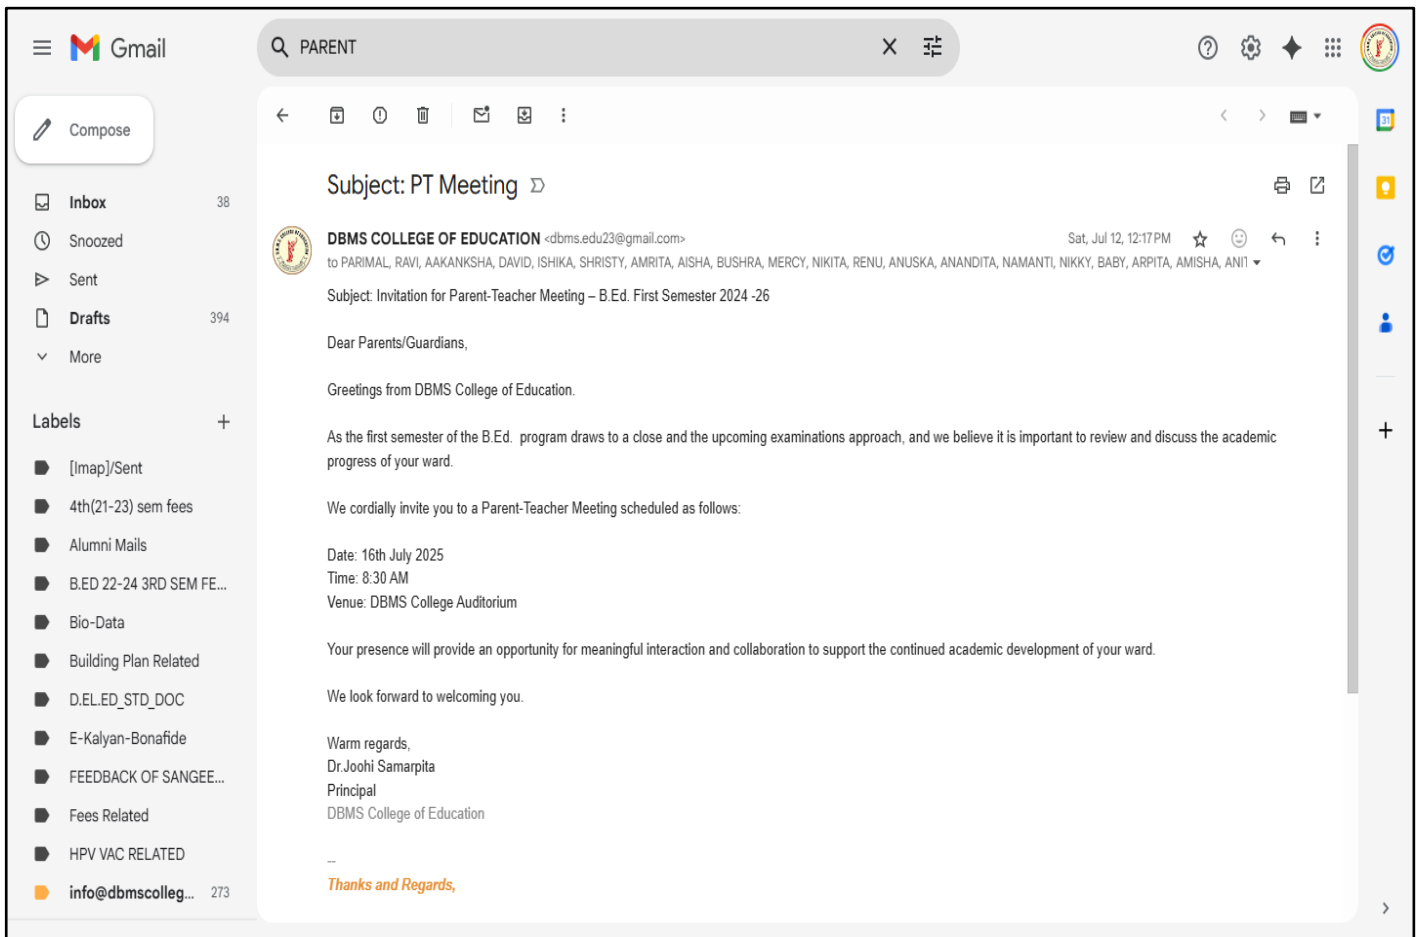 Gmail
PARENT
Compose
Inbox 38
Snoozed
Sent
Drafts 394
More
Labels
[Imap]/Sent
4th(21-23) sem fees
Alumni Mails
B.ED 22-24 3RD SEM FE...
Bio-Data
Building Plan Related
D.EL.ED_STD_DOC
E-Kalyan-Bonafide
FEEDBACK OF SANGEE...
Fees Related
HPV VAC RELATED
info@dbmscolleg... 273
Subject: PT Meeting
DBMS COLLEGE OF EDUCATION <dbms.edu23@gmail.com> Sat, Jul 12, 12:17 PM
to PARIMAL, RAVI, AAKANKSHA, DAVID, ISHIKA, SHRISTY, AMRITA, AISHA, BUSHRA, MERCY, NIKITA, RENU, ANUSKA, ANANDITA, NAMANTI, NIKKY, BABY, ARPITA, AMISHA,
Subject: Invitation for Parent-Teacher Meeting – B.Ed. First Semester 2024 -26
Dear Parents/Guardians,
Greetings from DBMS College of Education.
As the first semester of the B.Ed.  program draws to a close and the upcoming examinations approach, and we believe it is important to review and discuss the academic
progress of your ward.
We cordially invite you to a Parent-Teacher Meeting scheduled as follows:
Date: 16th July 2025
Time: 8:30 AM
Venue: DBMS College Auditorium
Your presence will provide an opportunity for meaningful interaction and collaboration to support the continued academic development of your ward.
We look forward to welcoming you.
Warm regards,
Dr.Joohi Samarpita
Principal
DBMS College of Education
--
Thanks and Regards,
31